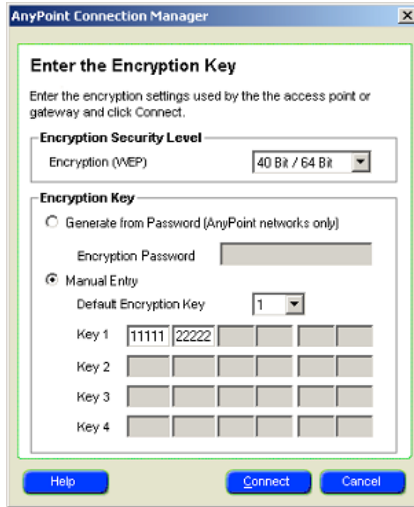 AnyPoint Connection Manager
Enter the Encryption Key
Enter the encryption settings used by the the access point or
gateway and click Connect.
Encryption Security Level
Encryption (WEP) 40 Bit / 64 Bit
Encryption Key
Generate from Password (AnyPoint networks only)
Encryption Password
Manual Entry
Default Encryption Key 1
Key 1 11111 22222
Key 2
Key 3
Key 4
Help Connect Cancel